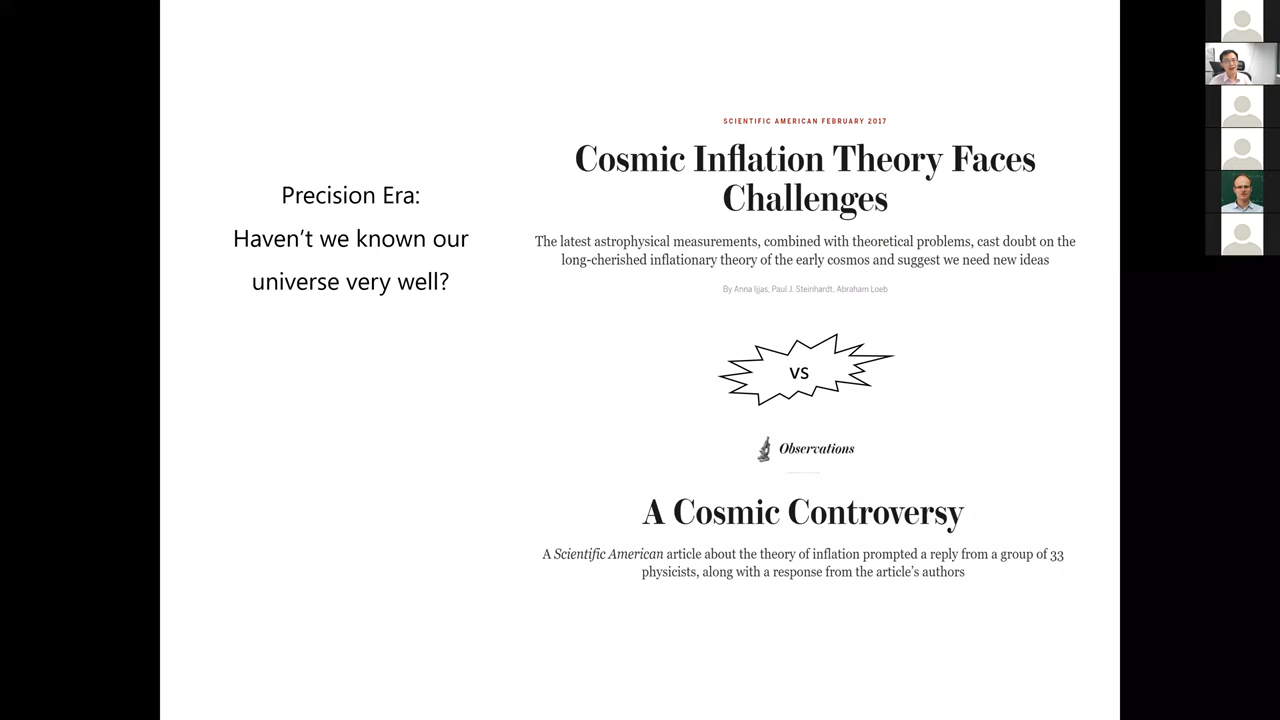 Precision Era:
Haven't we known our
universe very well?
SCIENTIFIC AMERICAN FEBRUARY 2017
Cosmic Inflation Theory Faces
Challenges
The latest astrophysical measurements, combined with theoretical problems, cast doubt on the
long-cherished inflationary theory of the early cosmos and suggest we need new ideas
By Anna Ijjas, Paul J. Steinhardt, Abraham Loeb
VS
Observations
A Cosmic Controversy
A Scientific American article about the theory of inflation prompted a reply from a group of 33
physicists, along with a response from the article's authors